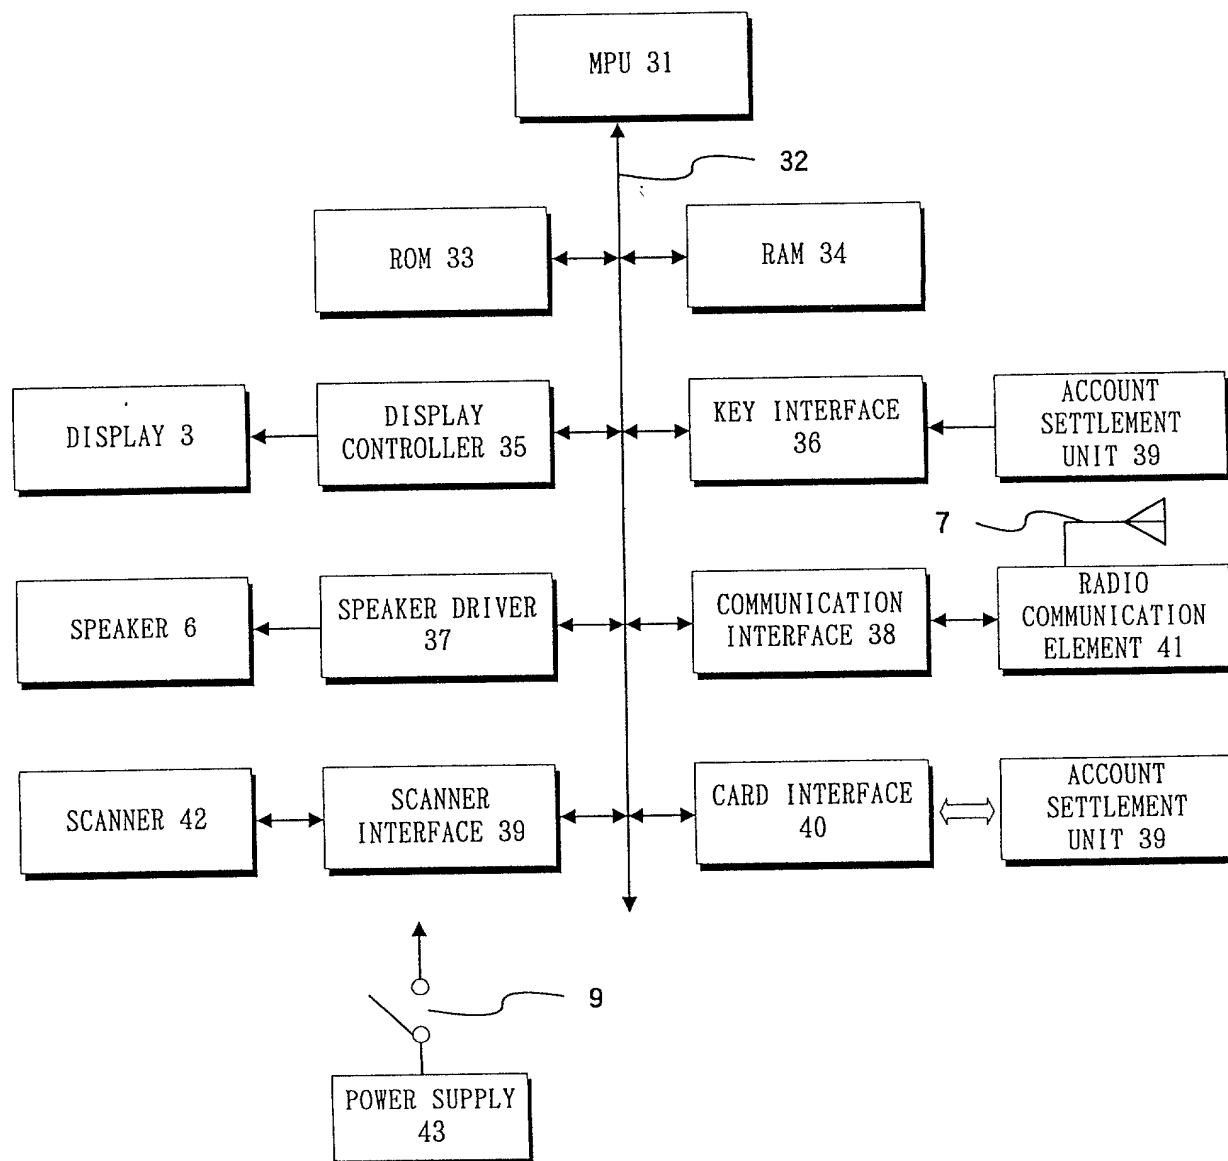 MPU 31
32
ROM 33
RAM 34
DISPLAY 3
DISPLAY
CONTROLLER 35
KEY INTERFACE
36
ACCOUNT
SETTLEMENT
UNIT 39
7
SPEAKER 6
SPEAKER DRIVER
37
COMMUNICATION
INTERFACE 38
RADIO
COMMUNICATION
ELEMENT 41
SCANNER 42
SCANNER
INTERFACE 39
CARD INTERFACE
40
ACCOUNT
SETTLEMENT
UNIT 39
9
POWER SUPPLY
43